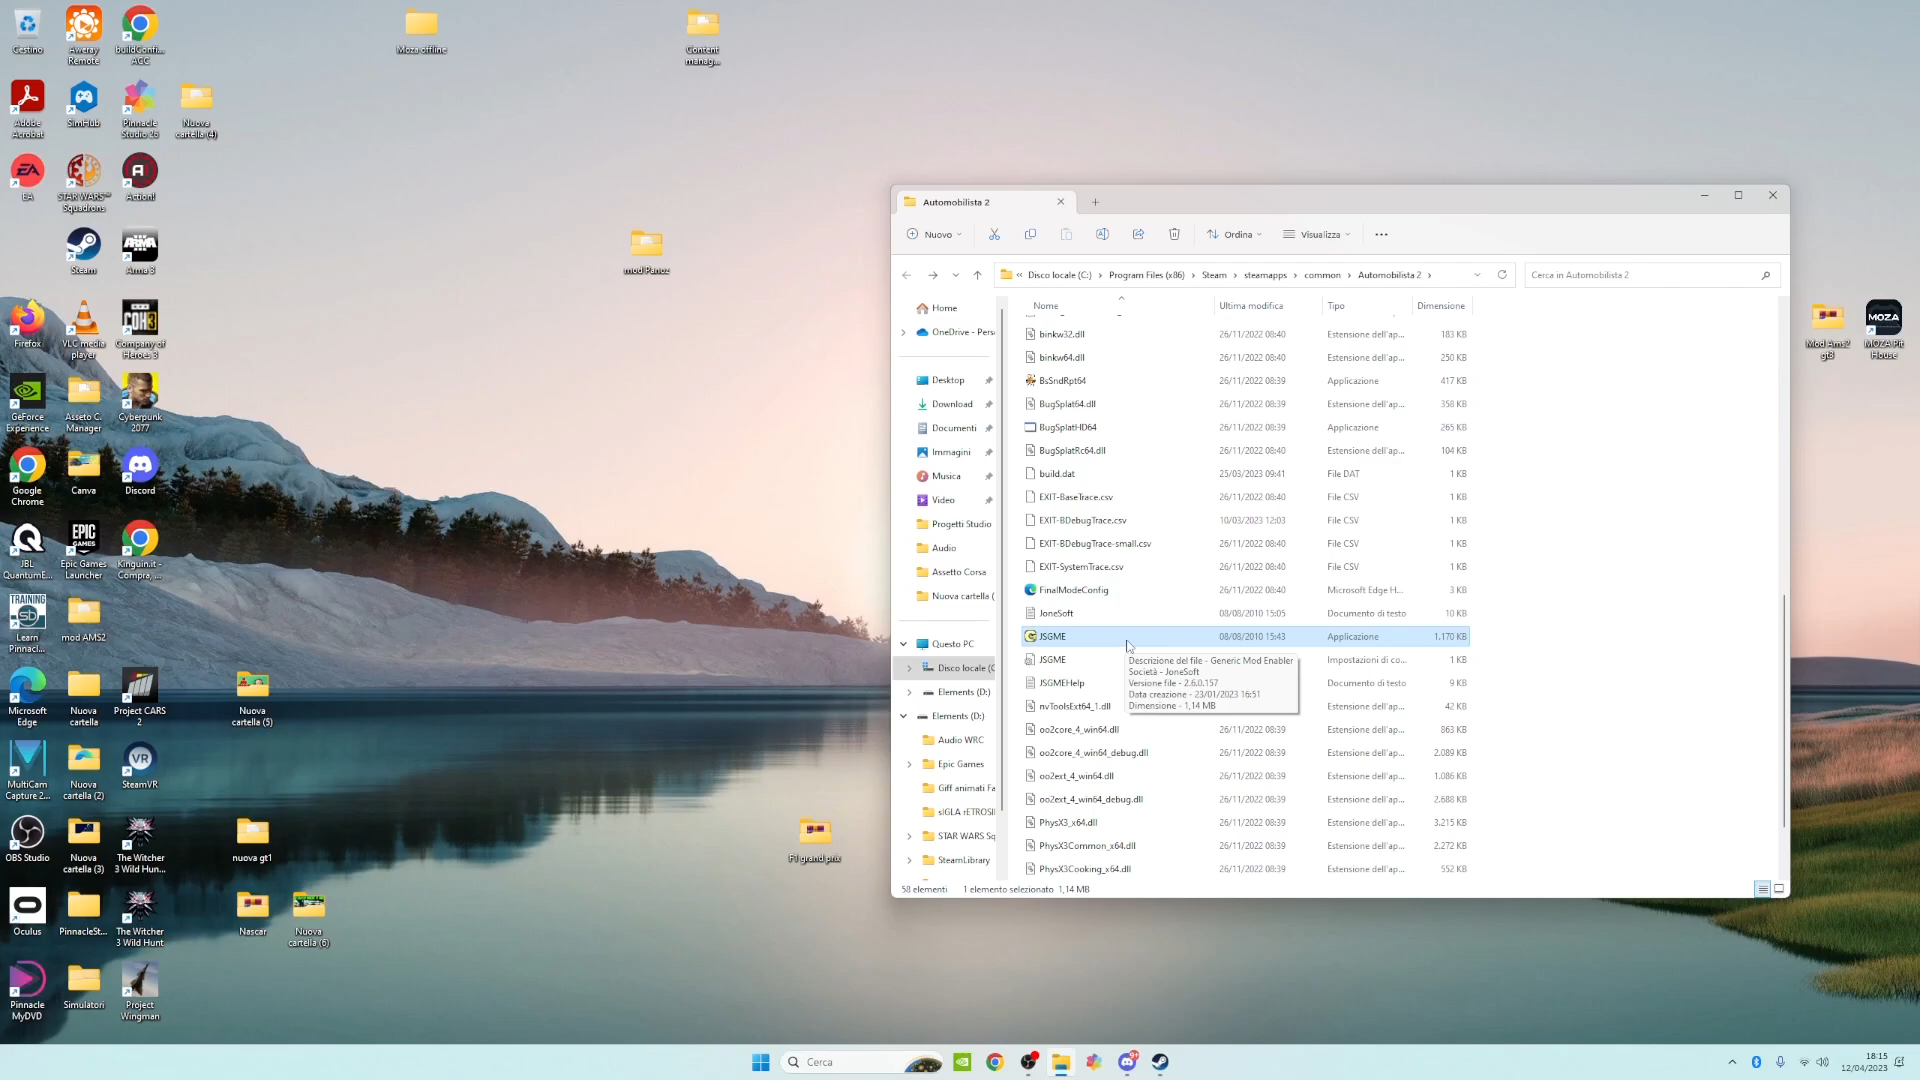 Cestino
Aweray Remote
buildConfi... ACC
Moza offline
Content manag...
Adobe Acrobat
SimHub
Pinnacle Studio 26
Nuova cartella (4)
EA
STAR WARS™ Squadrons
Action!
Steam
Arma 3
mod Panoz
Firefox
VLC media player
Company of Heroes 3
GeForce Experience
Asseto C. Manager
Cyberpunk 2077
Google Chrome
Canva
Discord
JBL QuantumE...
Epic Games Launcher
Kinguin.it - Compra, ...
TRAINING
Learn Pinnacl...
mod AMS2
Microsoft Edge
Nuova cartella
Project CARS 2
Nuova cartella (5)
MultiCam Capture 2...
Nuova cartella (2)
SteamVR
OBS Studio
Nuova cartella (3)
The Witcher 3 Wild Hun...
nuova gt1
F1 grand prix
Oculus
PinnacleSt...
The Witcher 3 Wild Hunt
Nascar
Nuova cartella (6)
Pinnacle MyDVD
Simulatori
Project Wingman
Mod Ams2 gt3
MOZA
MOZA Pit House
Automobilista 2
Nuovo
Ordina
Visualizza
Disco locale (C:) > Program Files (x86) > Steam > steamapps > common > Automobilista 2 >
Cerca in Automobilista 2
Home
OneDrive - Pers
Desktop
Download
Documenti
Immagini
Musica
Video
Progetti Studio
Audio
Assetto Corsa
Nuova cartella (
Questo PC
Disco locale (C
Elements (D:)
Elements (D:)
Audio WRC
Epic Games
Giff animati Fa
sIGLA rETROSI
STAR WARS Sq
SteamLibrary
Nome Ultima modifica Tipo Dimensione
binkw32.dll 26/11/2022 08:40 Estensione dell'ap... 183 KB
binkw64.dll 26/11/2022 08:40 Estensione dell'ap... 250 KB
BsSndRpt64 26/11/2022 08:39 Applicazione 417 KB
BugSplat64.dll 26/11/2022 08:39 Estensione dell'ap... 358 KB
BugSplatHD64 26/11/2022 08:39 Applicazione 265 KB
BugSplatRc64.dll 26/11/2022 08:39 Estensione dell'ap... 104 KB
build.dat 25/03/2023 09:41 File DAT 1 KB
EXIT-BaseTrace.csv 26/11/2022 08:40 File CSV 1 KB
EXIT-BDebugTrace.csv 10/03/2023 12:03 File CSV 1 KB
EXIT-BDebugTrace-small.csv 26/11/2022 08:40 File CSV 1 KB
EXIT-SystemTrace.csv 26/11/2022 08:40 File CSV 1 KB
FinalModeConfig 26/11/2022 08:40 Microsoft Edge H... 3 KB
JoneSoft 08/08/2010 15:05 Documento di testo 10 KB
JSGME 08/08/2010 15:43 Applicazione 1.170 KB
JSGME Impostazioni di co... 1 KB
JSGMEHelp Documento di testo 9 KB
nvToolsExt64_1.dll Estensione dell'ap... 42 KB
oo2core_4_win64.dll 26/11/2022 08:39 Estensione dell'ap... 863 KB
oo2core_4_win64_debug.dll 26/11/2022 08:39 Estensione dell'ap... 2.089 KB
oo2ext_4_win64.dll 26/11/2022 08:39 Estensione dell'ap... 1.086 KB
oo2ext_4_win64_debug.dll 26/11/2022 08:39 Estensione dell'ap... 2.688 KB
PhysX3_x64.dll 26/11/2022 08:39 Estensione dell'ap... 3.215 KB
PhysX3Common_x64.dll 26/11/2022 08:39 Estensione dell'ap... 2.272 KB
PhysX3Cooking_x64.dll 26/11/2022 08:39 Estensione dell'ap... 552 KB
Descrizione del file - Generic Mod Enabler
Società - JoneSoft
Versione file - 2.6.0.157
Data creazione - 23/01/2023 16:51
Dimensione - 1,14 MB
58 elementi 1 elemento selezionato 1,14 MB
Cerca
18:15
12/04/2023